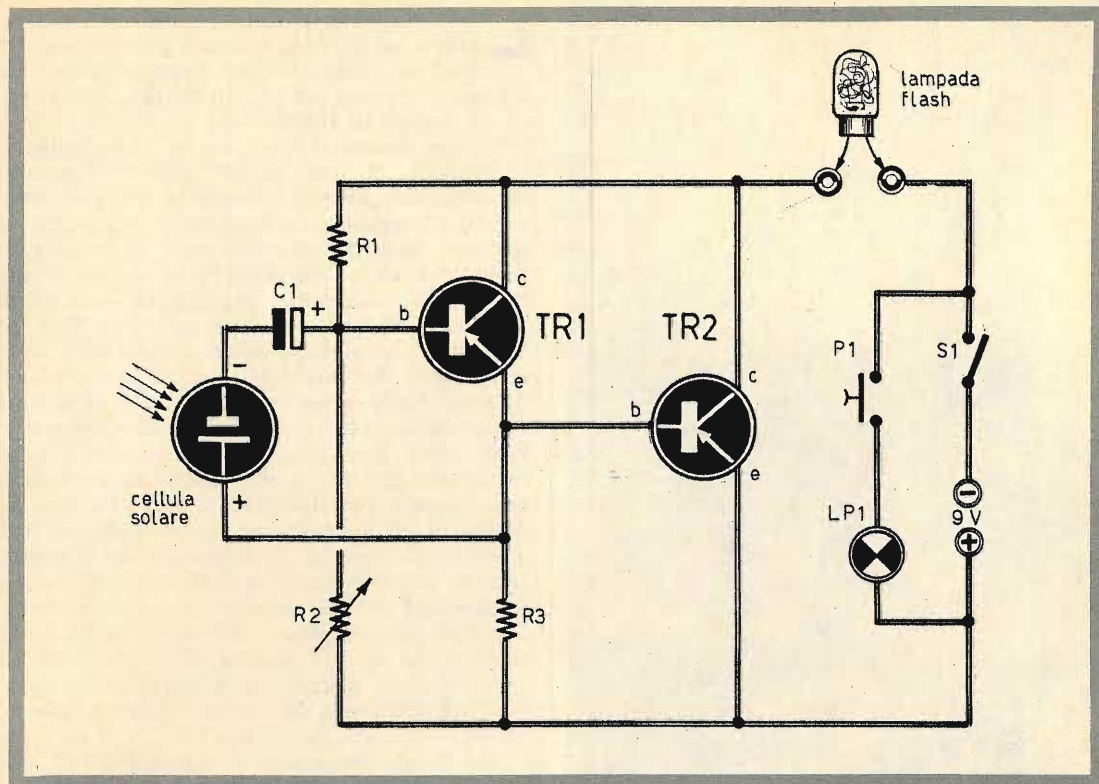 lampada
flash
R1
C1
+
b
c
TR1
TR2
e
b
c
e
P1
S1
-
cellula
solare
+
LP1
-
9 V
+
R2
R3